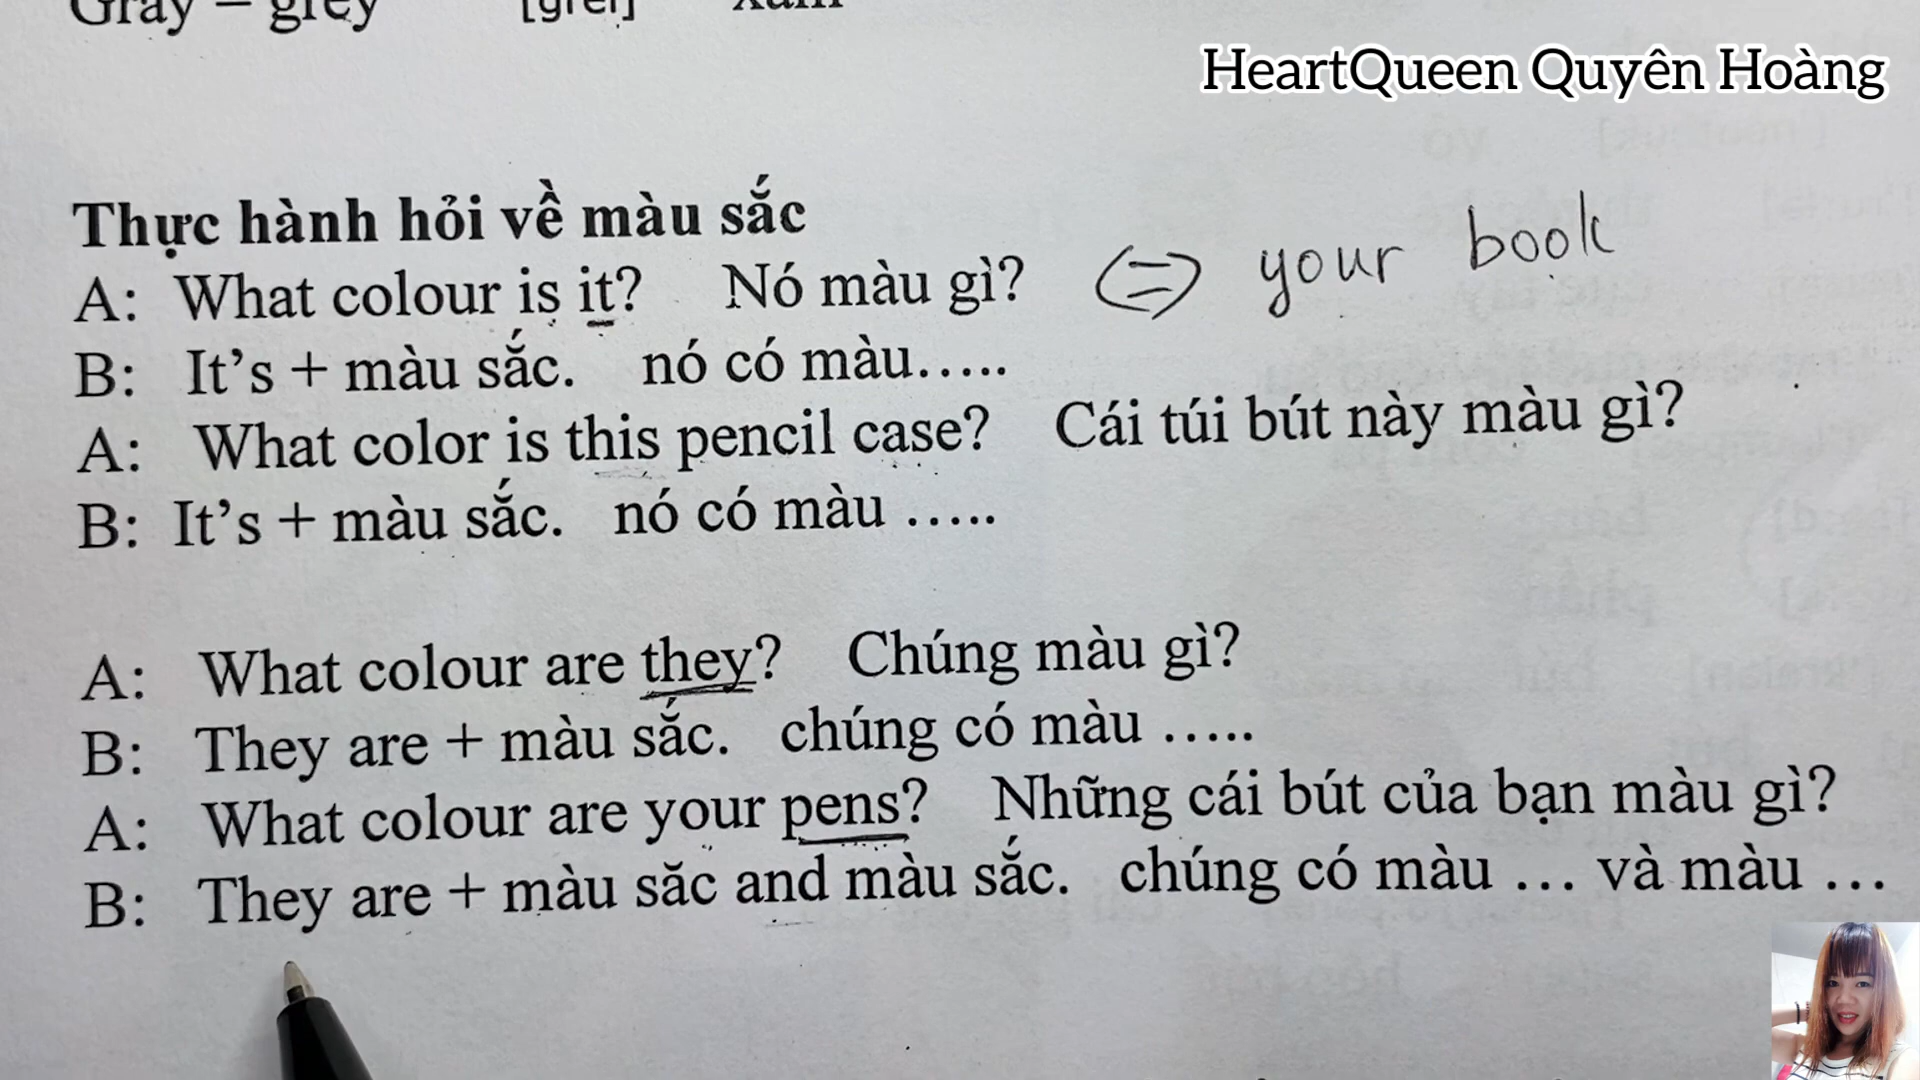 Gray – grey [grei] xám
HeartQueen Quyên Hoàng
Thực hành hỏi về màu sắc
A: What colour is it? Nó màu gì? <=> your book
B: It’s + màu sắc. nó có màu…..
A: What color is this pencil case? Cái túi bút này màu gì?
B: It’s + màu sắc. nó có màu …..
A: What colour are they? Chúng màu gì?
B: They are + màu sắc. chúng có màu …..
A: What colour are your pens? Những cái bút của bạn màu gì?
B: They are + màu săc and màu sắc. chúng có màu … và màu …